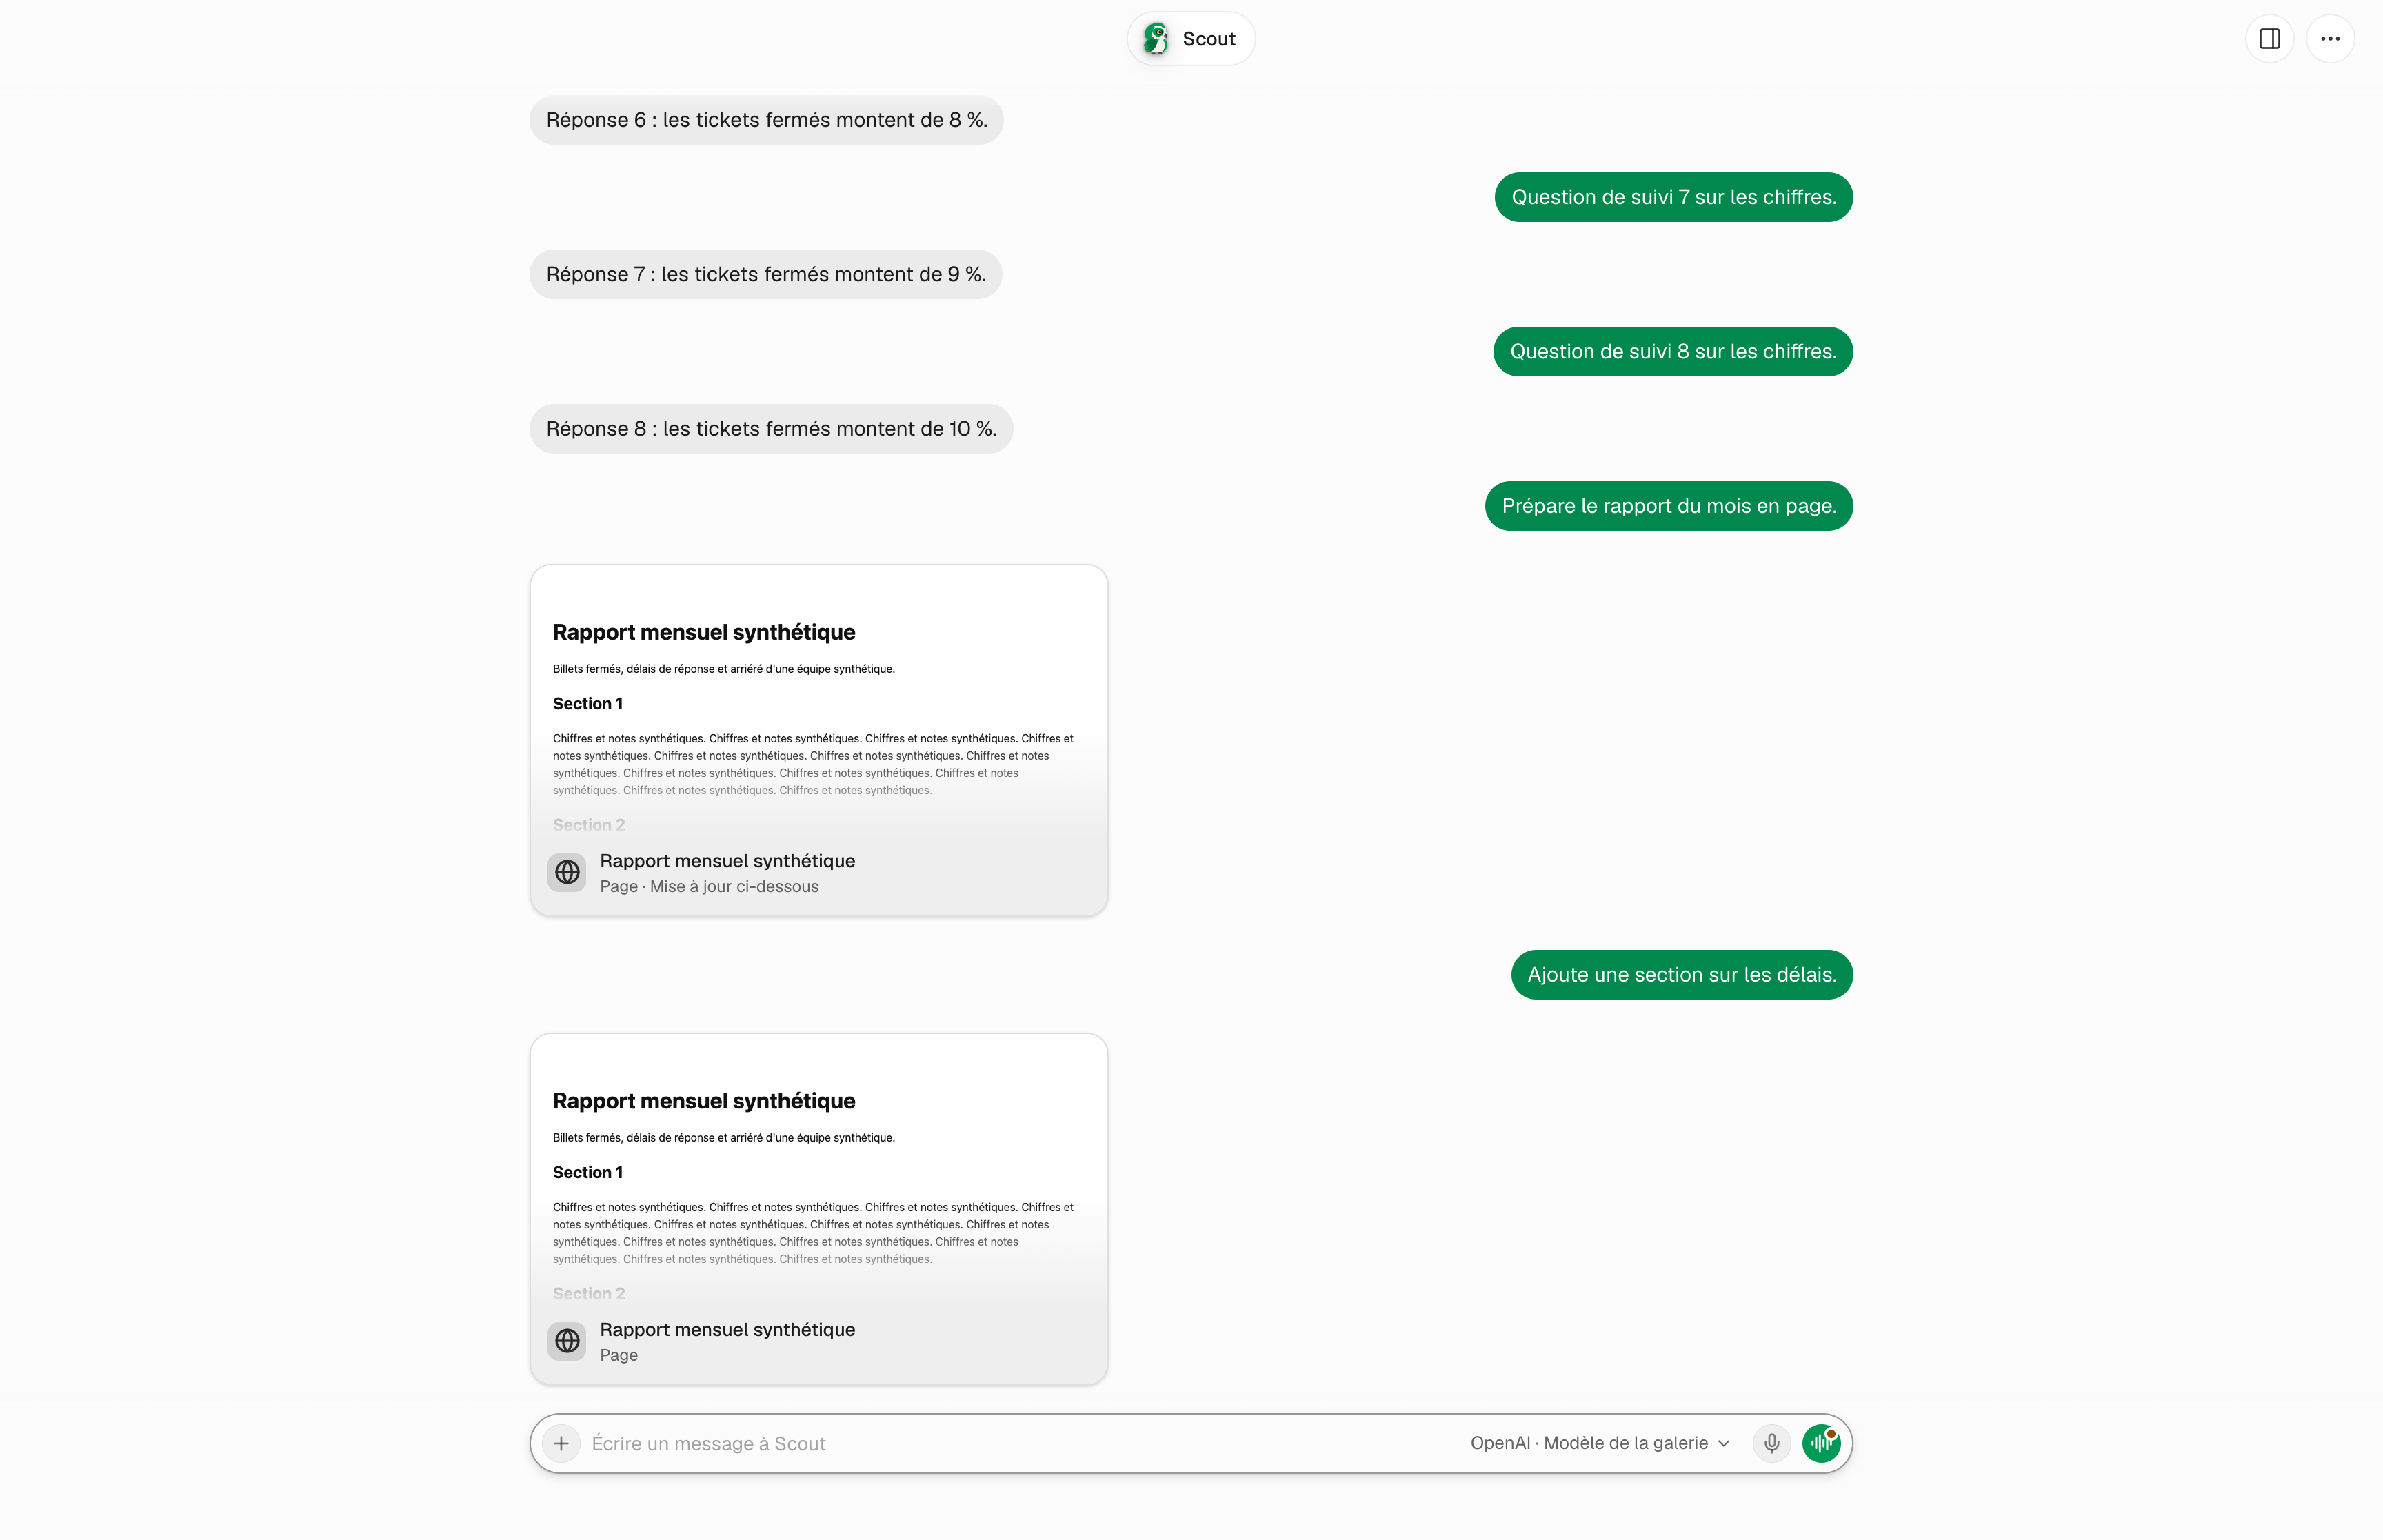 Scout
Réponse 6 : les tickets fermés montent de 8 %.
Question de suivi 7 sur les chiffres.
Réponse 7 : les tickets fermés montent de 9 %.
Question de suivi 8 sur les chiffres.
Réponse 8 : les tickets fermés montent de 10 %.
Prépare le rapport du mois en page.
Rapport mensuel synthétique
Billets fermés, délais de réponse et arriéré d'une équipe synthétique.
Section 1
Chiffres et notes synthétiques. Chiffres et notes synthétiques. Chiffres et notes synthétiques. Chiffres et
notes synthétiques. Chiffres et notes synthétiques. Chiffres et notes synthétiques. Chiffres et notes
synthétiques. Chiffres et notes synthétiques. Chiffres et notes synthétiques. Chiffres et notes
synthétiques. Chiffres et notes synthétiques. Chiffres et notes synthétiques.
Section 2
Rapport mensuel synthétique
Page · Mise à jour ci-dessous
Ajoute une section sur les délais.
Rapport mensuel synthétique
Billets fermés, délais de réponse et arriéré d'une équipe synthétique.
Section 1
Chiffres et notes synthétiques. Chiffres et notes synthétiques. Chiffres et notes synthétiques. Chiffres et
notes synthétiques. Chiffres et notes synthétiques. Chiffres et notes synthétiques. Chiffres et notes
synthétiques. Chiffres et notes synthétiques. Chiffres et notes synthétiques. Chiffres et notes
synthétiques. Chiffres et notes synthétiques. Chiffres et notes synthétiques.
Section 2
Rapport mensuel synthétique
Page
Écrire un message à Scout
OpenAI · Modèle de la galerie